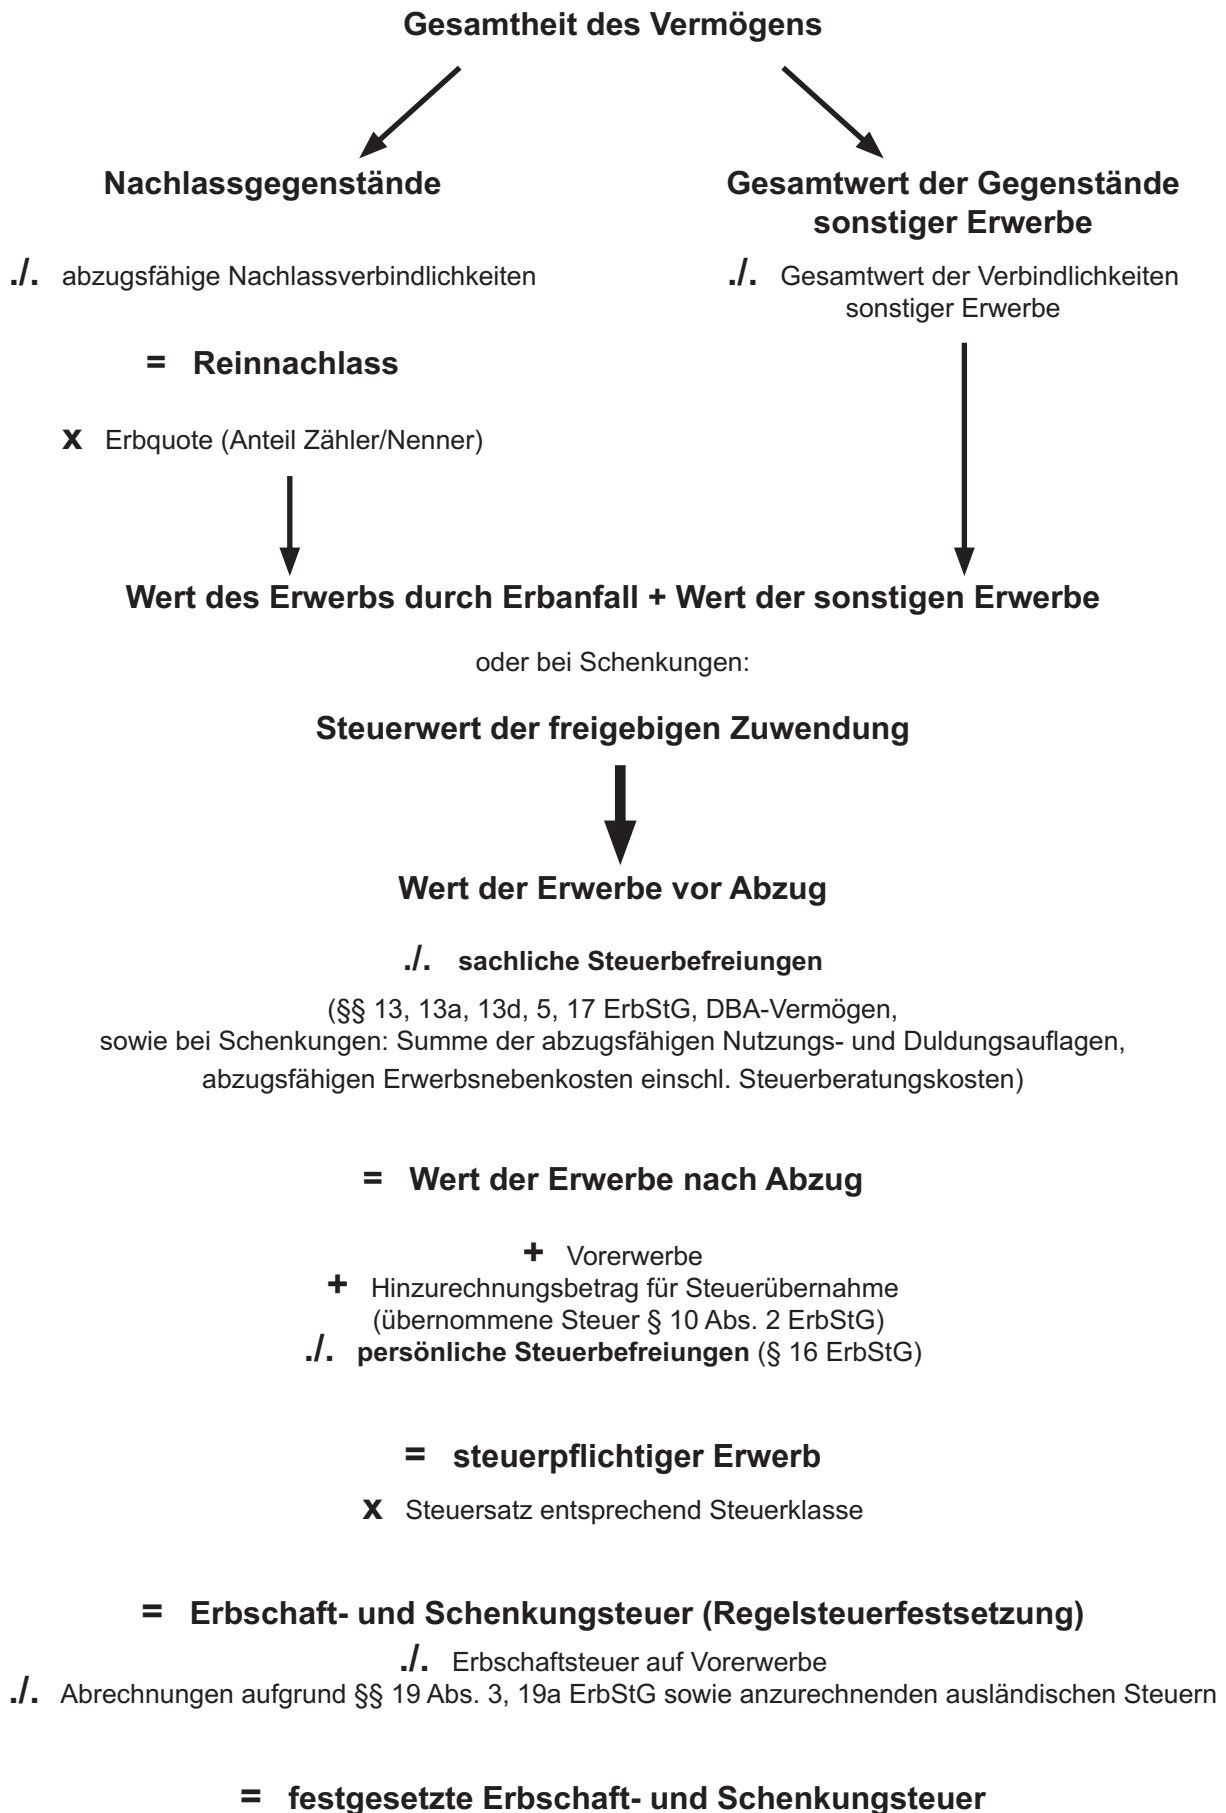 Gesamtheit des Vermögens
Nachlassgegenstände
./. abzugsfähige Nachlassverbindlichkeiten
= Reinnachlass
x Erbquote (Anteil Zähler/Nenner)
Gesamtwert der Gegenstände
sonstiger Erwerbe
./. Gesamtwert der Verbindlichkeiten
sonstiger Erwerbe
Wert des Erwerbs durch Erbanfall + Wert der sonstigen Erwerbe
oder bei Schenkungen:
Steuerwert der freigebigen Zuwendung
Wert der Erwerbe vor Abzug
./. sachliche Steuerbefreiungen
(§§ 13, 13a, 13d, 5, 17 ErbStG, DBA-Vermögen,
sowie bei Schenkungen: Summe der abzugsfähigen Nutzungs- und Duldungsauflagen,
abzugsfähigen Erwerbsnebenkosten einschl. Steuerberatungskosten)
= Wert der Erwerbe nach Abzug
+ Vorerwerbe
+ Hinzurechnungsbetrag für Steuerübernahme
(übernommene Steuer § 10 Abs. 2 ErbStG)
./. persönliche Steuerbefreiungen (§ 16 ErbStG)
= steuerpflichtiger Erwerb
x Steuersatz entsprechend Steuerklasse
= Erbschaft- und Schenkungsteuer (Regelsteuerfestsetzung)
./. Erbschaftsteuer auf Vorerwerbe
./. Abrechnungen aufgrund §§ 19 Abs. 3, 19a ErbStG sowie anzurechnenden ausländischen Steuern
= festgesetzte Erbschaft- und Schenkungsteuer